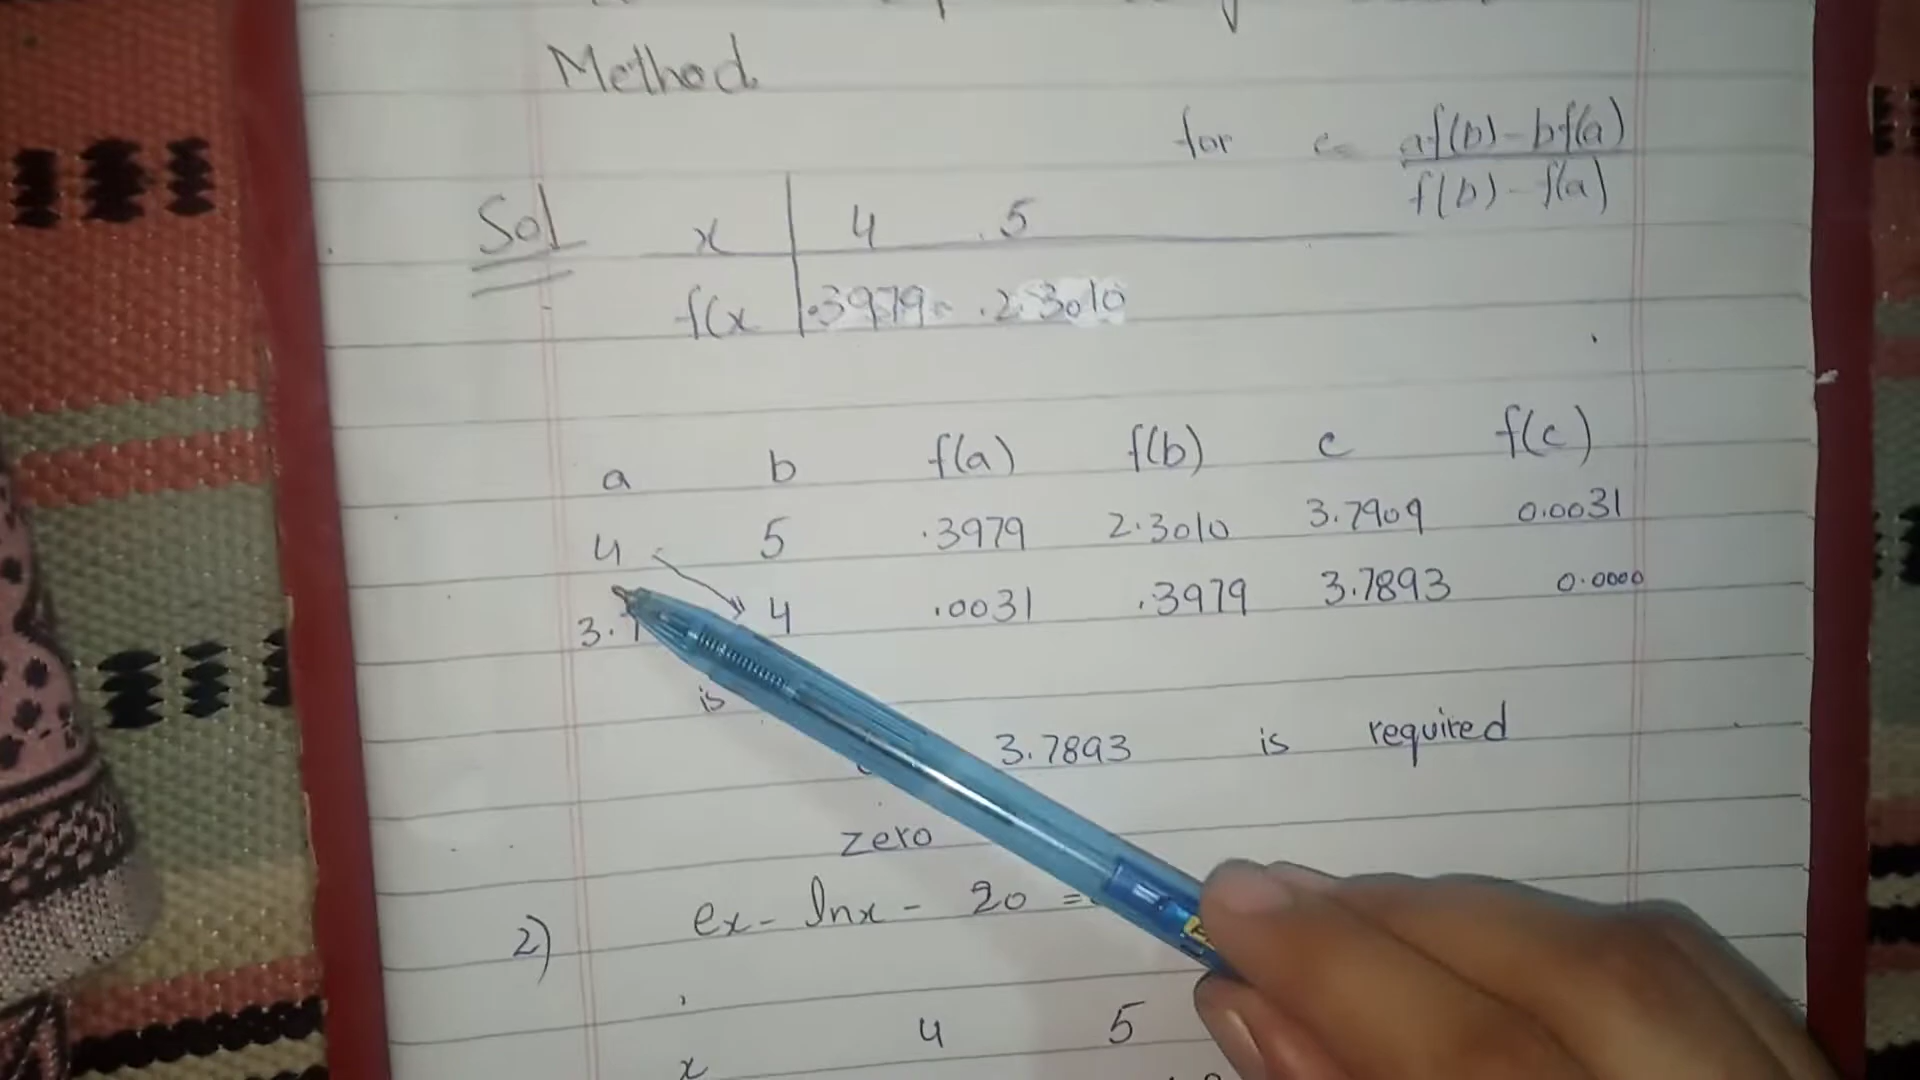 Method.
for c= af(b)-bf(a)
f(b)-f(a)
Sol x 4 5
f(x .3979 .2.3010
a b f(a) f(b) c f(c)
4 5 .3979 2.3010 3.7909 0.0031
3.7 4 .0031 .3979 3.7893 0.0000
is
3.7893 is required
zero
2) ex - lnx - 20 =
4 5
x